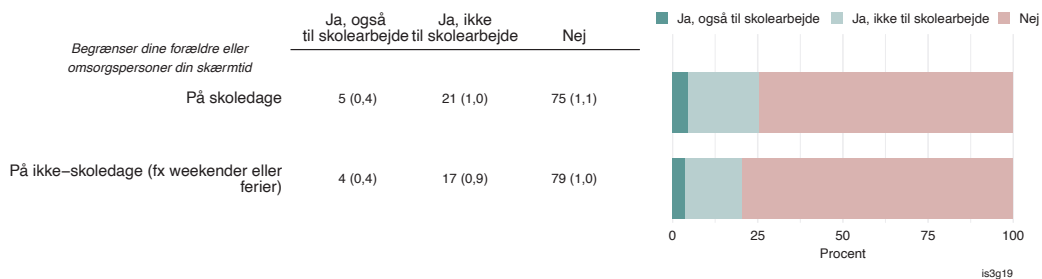 Ja, også til skolearbejde
Ja, ikke til skolearbejde
Nej
Begrænser dine forældre eller
omsorgspersoner din skærmtid
På skoledage
5 (0,4)
21 (1,0)
75 (1,1)
På ikke−skoledage (fx weekender eller
ferier)
4 (0,4)
17 (0,9)
79 (1,0)
Ja, også til skolearbejde
Ja, ikke til skolearbejde
Nej
0
25
50
75
100
Procent
is3g19